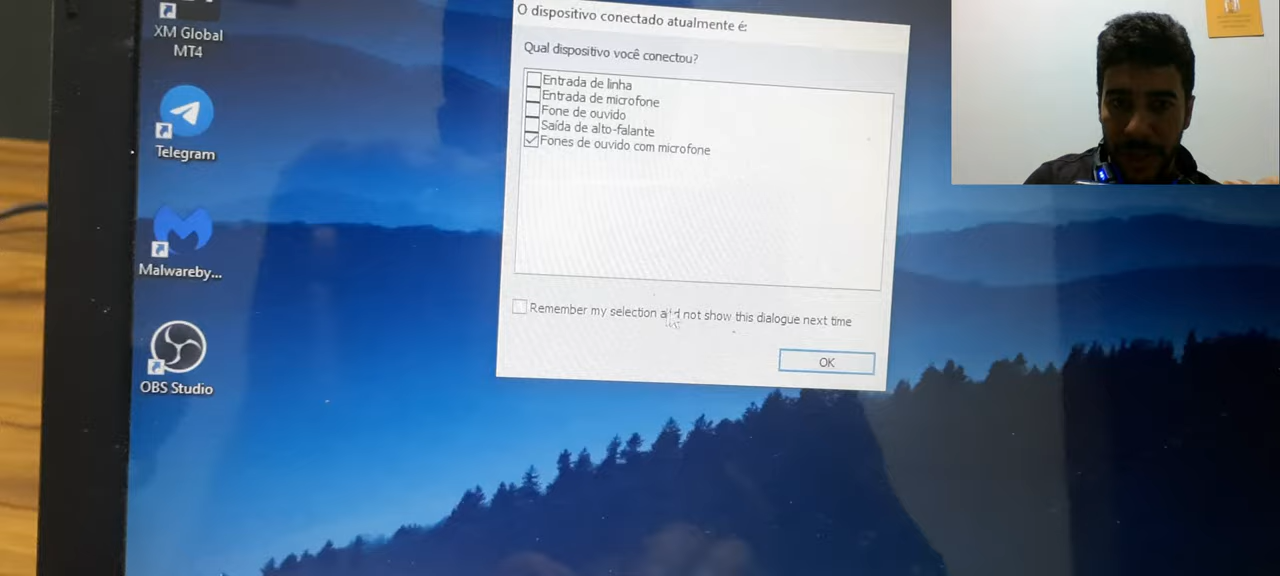 XM Global
MT4
Telegram
Malwareby...
OBS Studio
O dispositivo conectado atualmente é:
Qual dispositivo você conectou?
Entrada de linha
Entrada de microfone
Fone de ouvido
Saída de alto-falante
Fones de ouvido com microfone
Remember my selection and not show this dialogue next time
OK